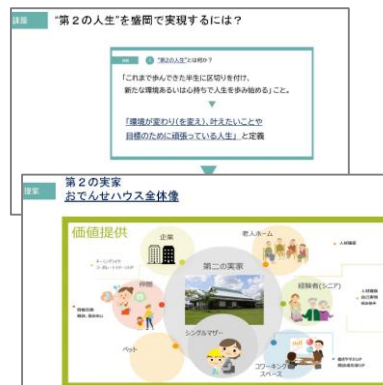 課題
"第2の人生"を盛岡で実現するには?
"第2の人生"とは何か?
「これまで歩んできた半生に区切りを付け、
新たな環境あるいは心持ちで人生を歩み始める」こと。
「環境が変わり(を変え)、叶えたいことや
目標のために頑張っている人生」と定義
提案
第2の実家
おでんせハウス全体像
価値提供
企業
老人ホーム
人材確保
第二の実家
仲間
経験者(シニア)
シングルマザー
ペット
コワーキング
スペース